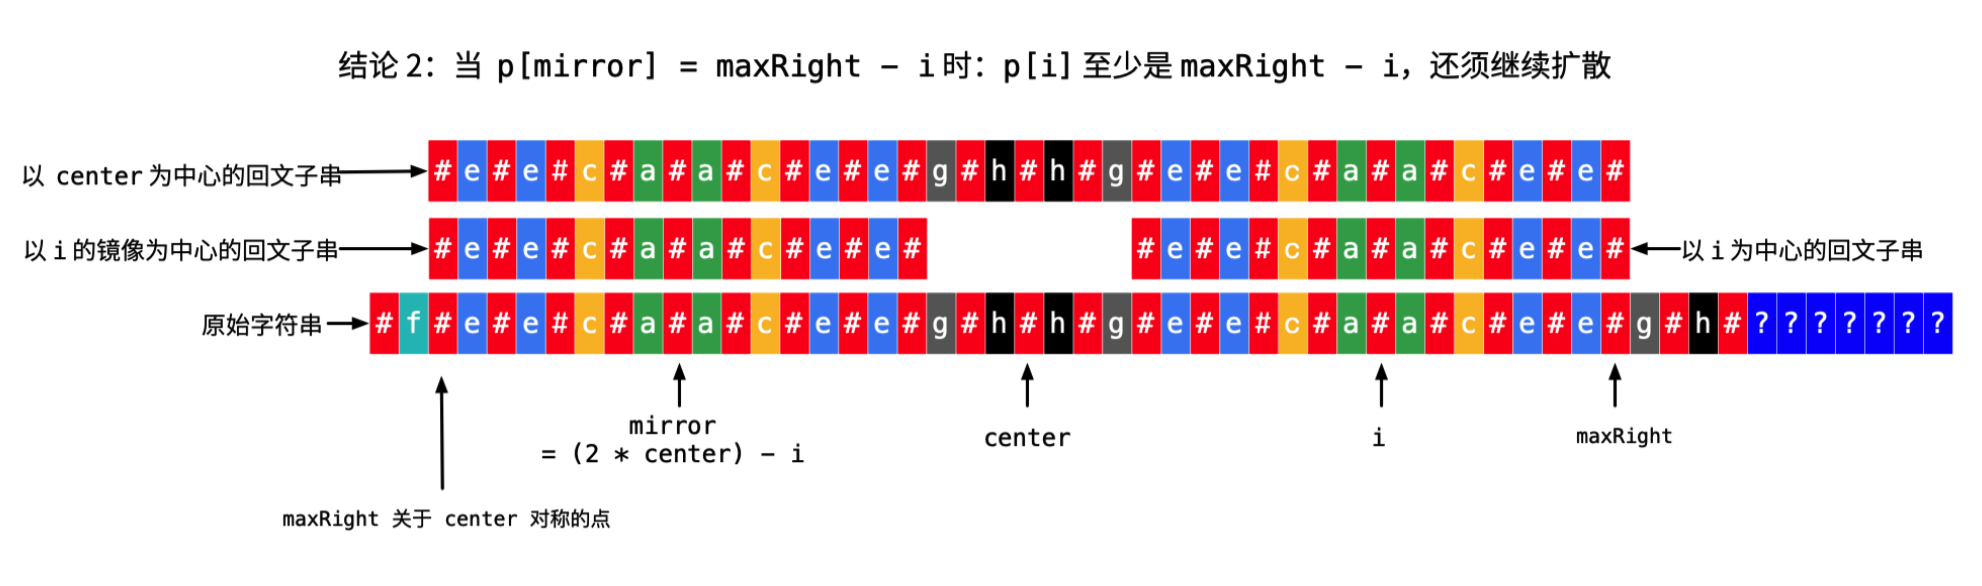 结论 2：当 p[mirror] = maxRight - i 时：p[i] 至少是 maxRight - i，还须继续扩散
以 center 为中心的回文子串 #e#e#c#a#a#c#e#e#g#h#h#g#e#e#c#a#a#c#e#e#
以 i 的镜像为中心的回文子串 #e#e#c#a#a#c#e#e# #e#e#c#a#a#c#e#e# 以 i 为中心的回文子串
原始字符串 #f#e#e#c#a#a#c#e#e#g#h#h#g#e#e#c#a#a#c#e#e#g#h#???????
mirror
= (2 * center) - i
center
i
maxRight
maxRight 关于 center 对称的点